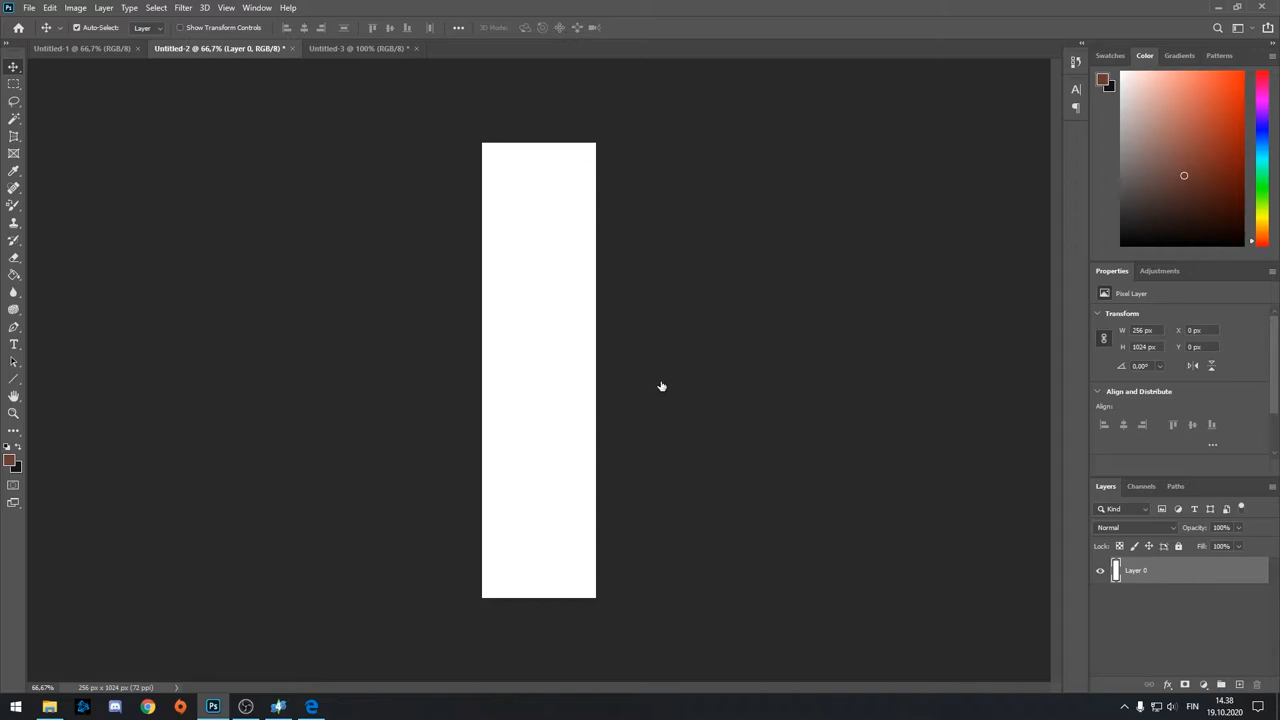 Ps File Edit Image Layer Type Select Filter 3D View Window Help
Auto-Select: Layer Show Transform Controls 3D Mode:
Untitled-1 @ 66,7% (RGB/8) × Untitled-2 @ 66,7% (Layer 0, RGB/8) * × Untitled-3 @ 100% (RGB/8) * ×
Swatches Color Gradients Patterns
Properties Adjustments
Pixel Layer
Transform
W 256 px X 0 px
H 1024 px Y 0 px
0,00°
Align and Distribute
Align:
Layers Channels Paths
Kind
Normal Opacity: 100%
Lock: Fill: 100%
Layer 0
66,67% 256 px x 1024 px (72 ppi)
Ps FIN 14.38
19.10.2020